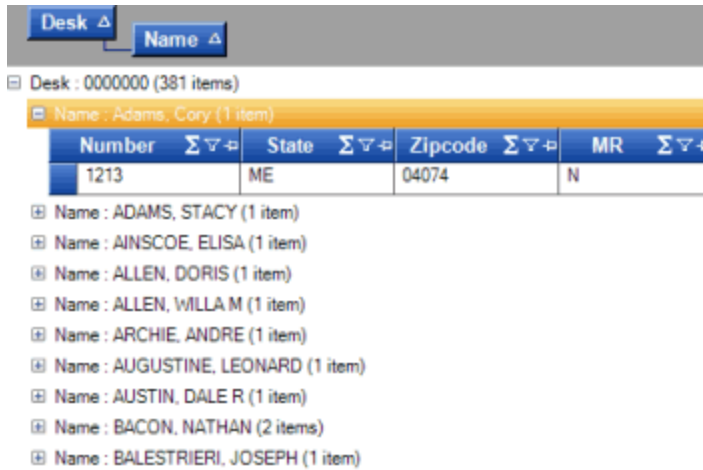 Desk
Name
Desk : 0000000 (381 items)
Name : Adams, Cory (1 item)
Number Σ State Σ Zipcode Σ MR Σ
1213 ME 04074 N
Name : ADAMS, STACY (1 item)
Name : AINSCOE, ELISA (1 item)
Name : ALLEN, DORIS (1 item)
Name : ALLEN, WILLA M (1 item)
Name : ARCHIE, ANDRE (1 item)
Name : AUGUSTINE, LEONARD (1 item)
Name : AUSTIN, DALE R (1 item)
Name : BACON, NATHAN (2 items)
Name : BALESTRIERI, JOSEPH (1 item)